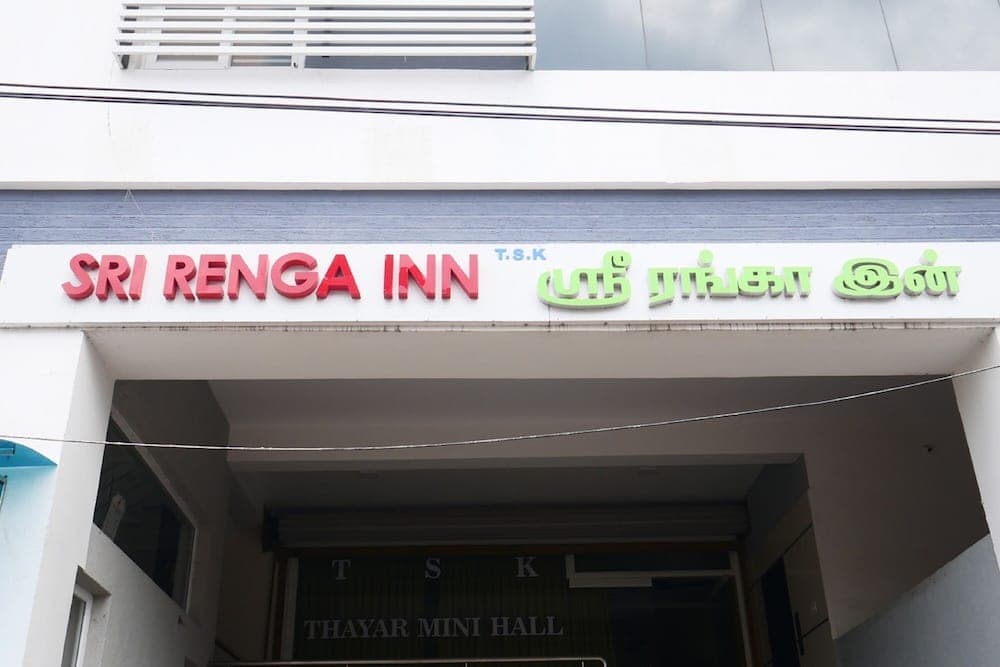 SRI RENGA INN T.S.K ஸ்ரீ ரங்கா இன்
T S K
THAYAR MINI HALL